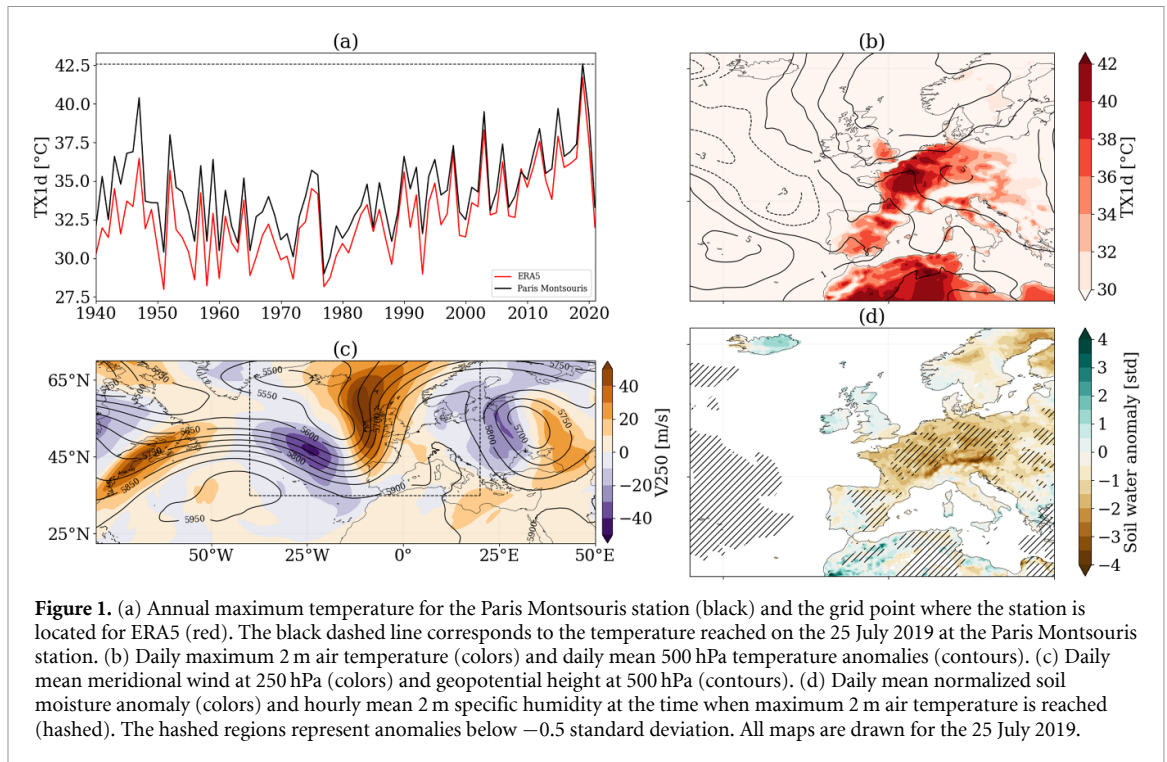 (a)
42.5
40.0
37.5
35.0
32.5
30.0
27.5
TX1d [°C]
ERA5
Paris Montsouris
1940 1950 1960 1970 1980 1990 2000 2010 2020
(b)
42
40
38
36
34
32
30
TX1d [°C]
(c)
65°N
45°N
25°N
50°W 25°W 0° 25°E 50°E
5500
5550
5650
5750
5850
5600
5800
5900
5950
5750
5700
5800
5750
5900
40
20
0
−20
−40
V250 [m/s]
(d)
4
3
2
1
0
−1
−2
−3
−4
Soil water anomaly [std]
Figure 1. (a) Annual maximum temperature for the Paris Montsouris station (black) and the grid point where the station is
located for ERA5 (red). The black dashed line corresponds to the temperature reached on the 25 July 2019 at the Paris Montsouris
station. (b) Daily maximum 2 m air temperature (colors) and daily mean 500 hPa temperature anomalies (contours). (c) Daily
mean meridional wind at 250 hPa (colors) and geopotential height at 500 hPa (contours). (d) Daily mean normalized soil
moisture anomaly (colors) and hourly mean 2 m specific humidity at the time when maximum 2 m air temperature is reached
(hashed). The hashed regions represent anomalies below −0.5 standard deviation. All maps are drawn for the 25 July 2019.